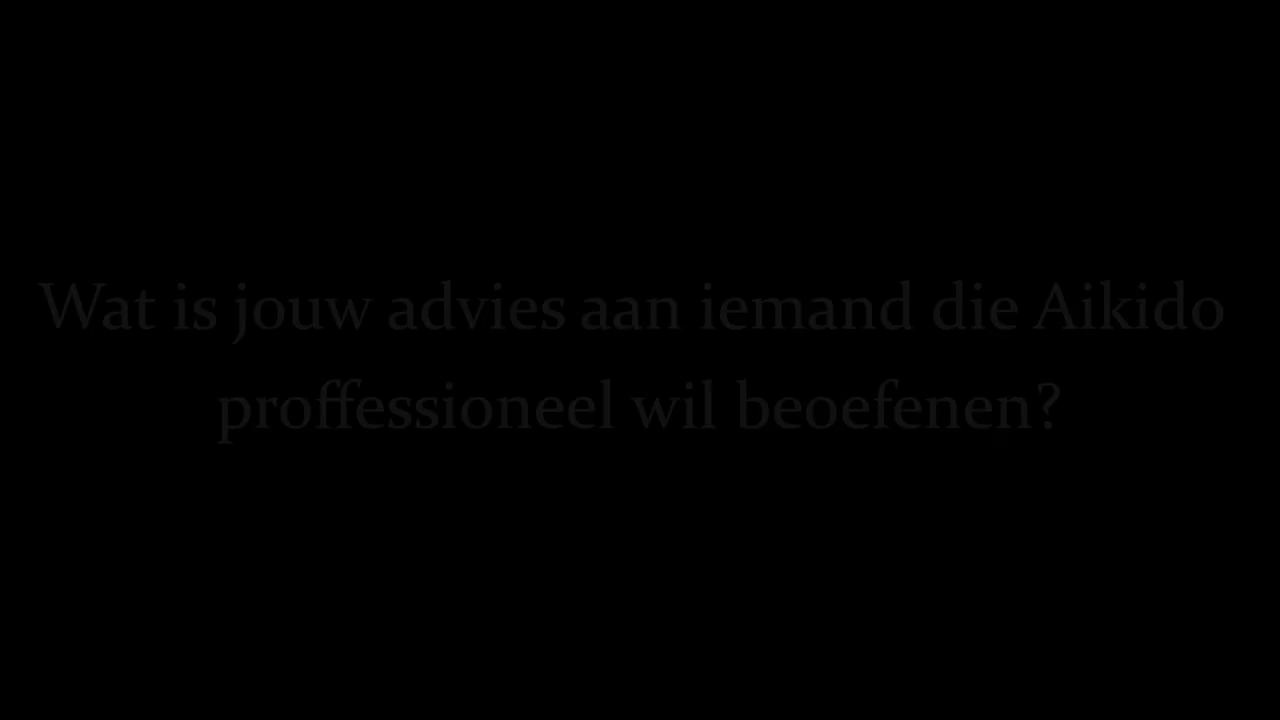 Wat is jouw advies aan iemand die Aikido
proffessioneel wil beoefenen?